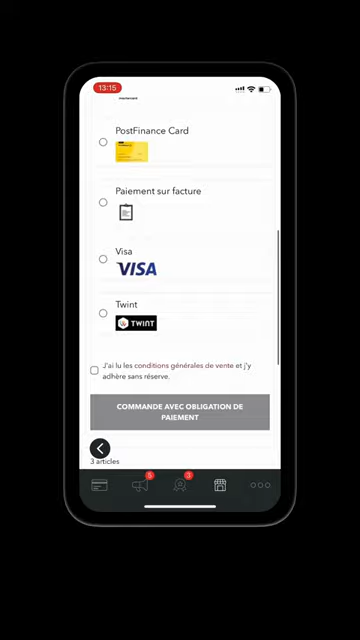 13:15
mastercard
PostFinance Card
Paiement sur facture
Visa
VISA
Twint
TWINT
J'ai lu les conditions générales de vente et j'y
adhère sans réserve.
COMMANDE AVEC OBLIGATION DE
PAIEMENT
3 articles
5
3